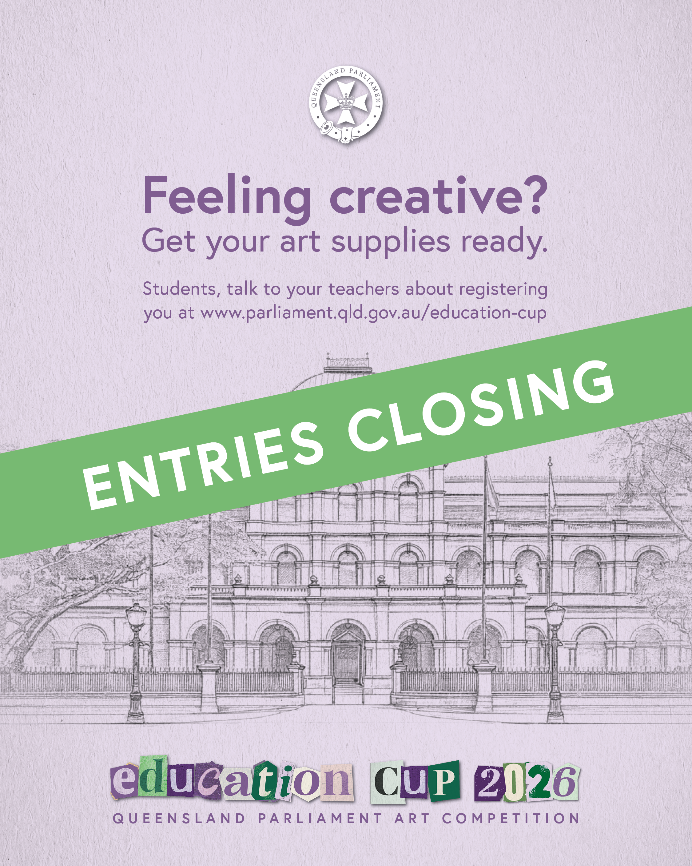 QUEENSLAND PARLIAMENT
Feeling creative?
Get your art supplies ready.
Students, talk to your teachers about registering
you at www.parliament.qld.gov.au/education-cup
ENTRIES CLOSING
education CUP 2026
QUEENSLAND PARLIAMENT ART COMPETITION